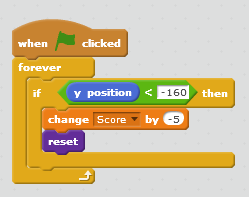 when clicked
forever
if y position < -160 then
change Score by -5
reset